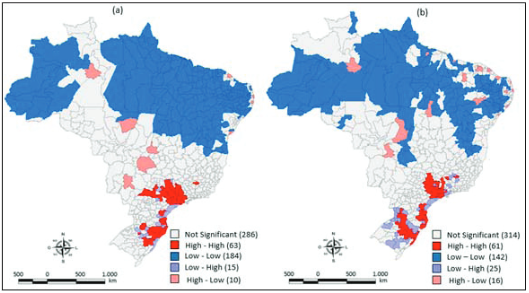 (a)
N
Not Significant (286)
High - High (63)
Low - Low (184)
Low - High (15)
High - Low (10)
500 0 500 1.000
km
(b)
N
Not Significant (314)
High - High (61)
Low – Low (142)
Low - High (25)
High - Low (16)
500 0 500 1.000
km